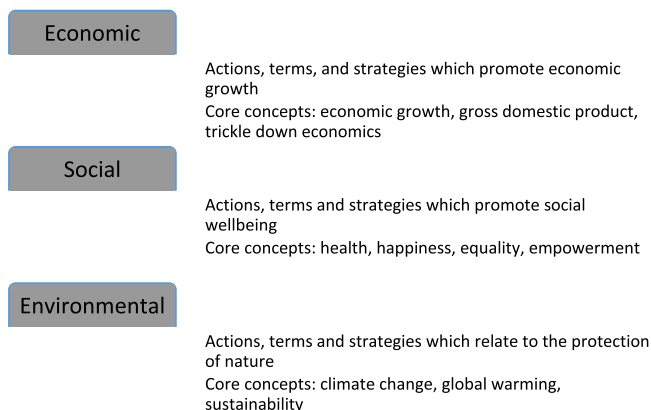 Economic
Actions, terms, and strategies which promote economic
growth
Core concepts: economic growth, gross domestic product,
trickle down economics
Social
Actions, terms and strategies which promote social
wellbeing
Core concepts: health, happiness, equality, empowerment
Environmental
Actions, terms and strategies which relate to the protection
of nature
Core concepts: climate change, global warming,
sustainability